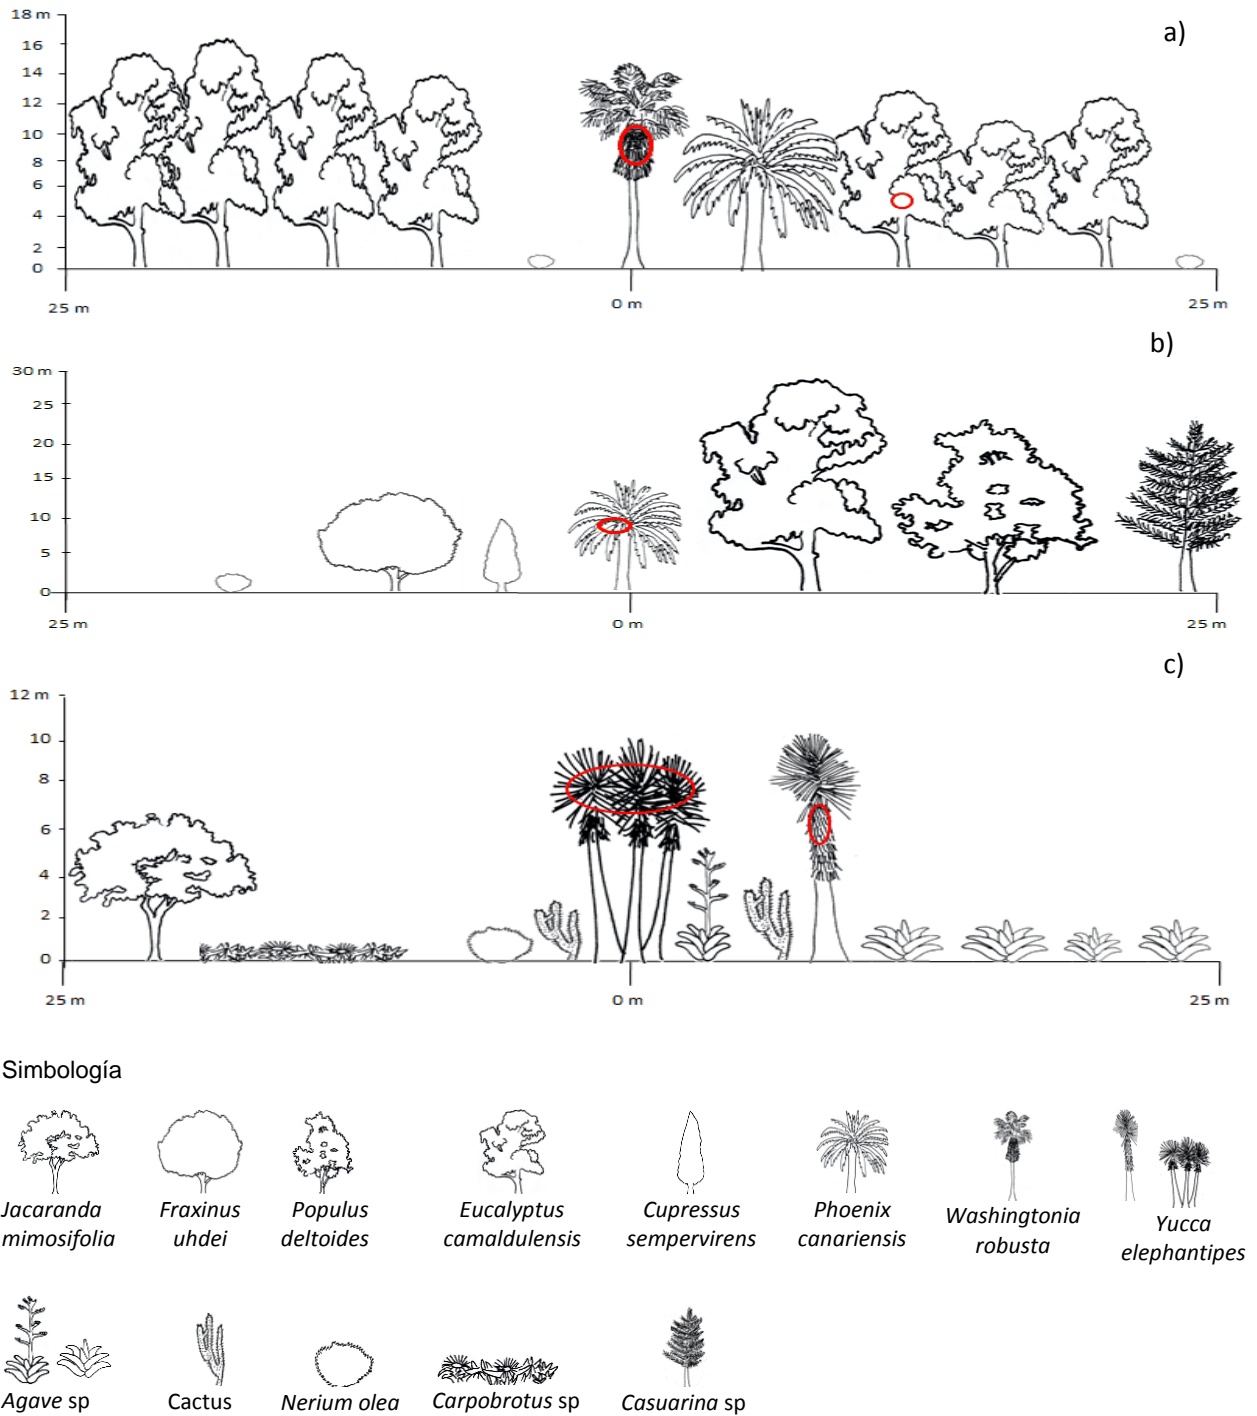 a)
18 m
16
14
12
10
8
6
4
2
0
25 m
0 m
25 m
b)
30 m
25
20
15
10
5
0
25 m
0 m
25 m
c)
12 m
10
8
6
4
2
0
25 m
0 m
25 m
Simbología
Jacaranda
mimosifolia
Fraxinus
uhdei
Populus
deltoides
Eucalyptus
camaldulensis
Cupressus
sempervirens
Phoenix
canariensis
Washingtonia
robusta
Yucca
elephantipes
Agave sp
Cactus
Nerium olea
Carpobrotus sp
Casuarina sp